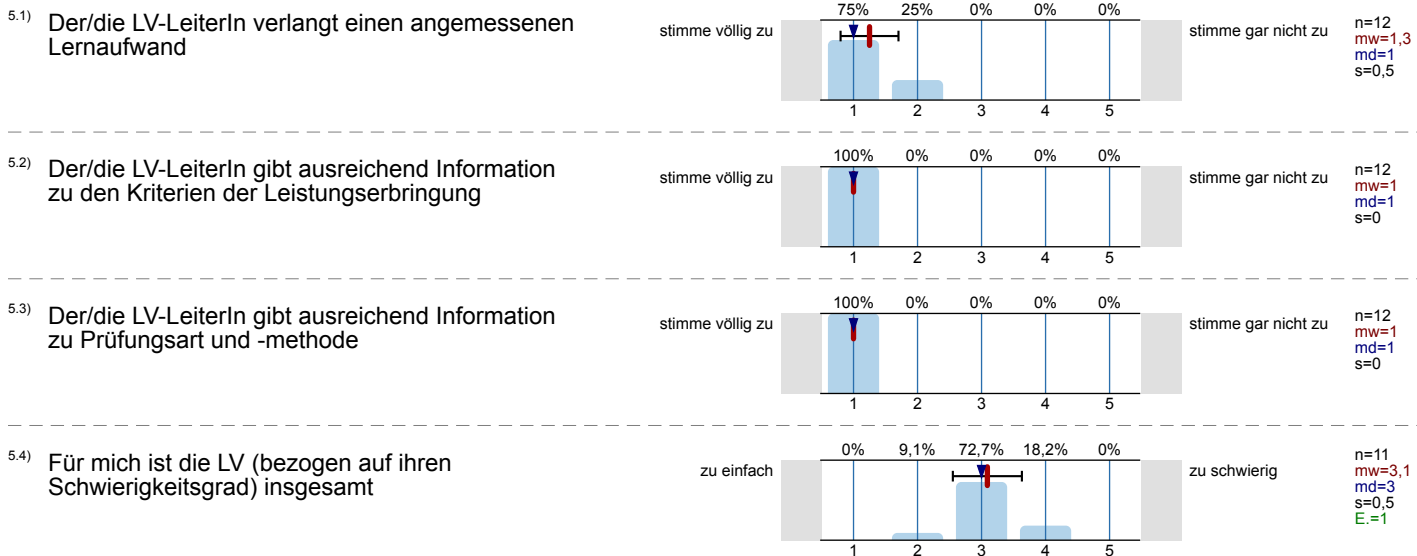 5.1) Der/die LV-LeiterIn verlangt einen angemessenen
Lernaufwand
stimme völlig zu
75% 25% 0% 0% 0%
1 2 3 4 5
stimme gar nicht zu
n=12
mw=1,3
md=1
s=0,5
5.2) Der/die LV-LeiterIn gibt ausreichend Information
zu den Kriterien der Leistungserbringung
stimme völlig zu
100% 0% 0% 0% 0%
1 2 3 4 5
stimme gar nicht zu
n=12
mw=1
md=1
s=0
5.3) Der/die LV-LeiterIn gibt ausreichend Information
zu Prüfungsart und -methode
stimme völlig zu
100% 0% 0% 0% 0%
1 2 3 4 5
stimme gar nicht zu
n=12
mw=1
md=1
s=0
5.4) Für mich ist die LV (bezogen auf ihren
Schwierigkeitsgrad) insgesamt
zu einfach
0% 9,1% 72,7% 18,2% 0%
1 2 3 4 5
zu schwierig
n=11
mw=3,1
md=3
s=0,5
E.=1